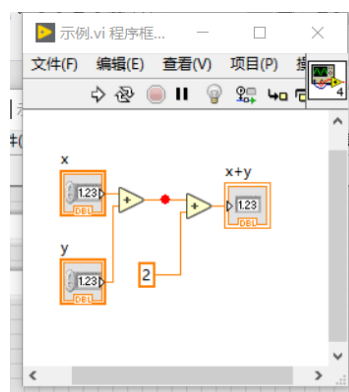 示例.vi 程序框...
文件(F) 编辑(E) 查看(V) 项目(P)
4
x
1.23
DBL
+
+
x+y
1.23
DBL
y
1.23
DBL
2